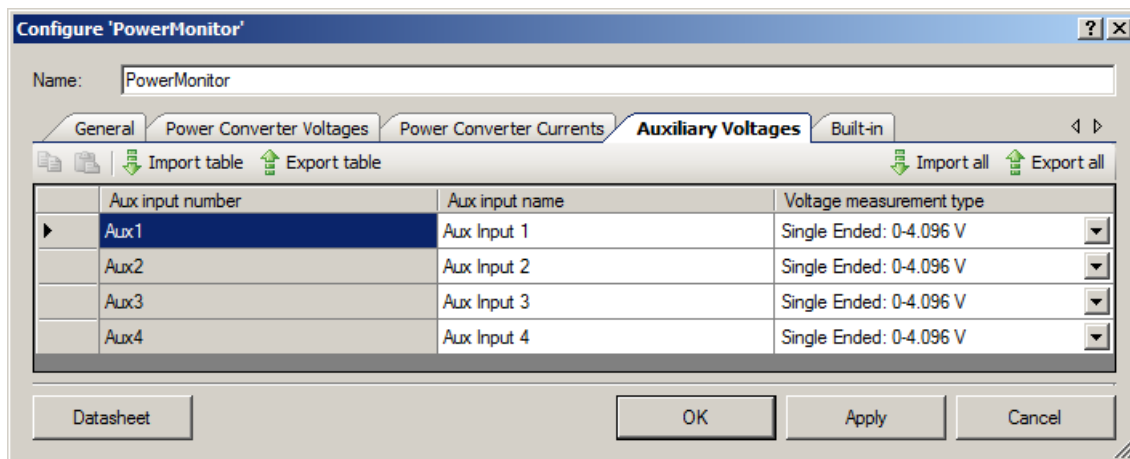 Configure 'PowerMonitor'
Name: PowerMonitor
General Power Converter Voltages Power Converter Currents Auxiliary Voltages Built-in
Import table Export table Import all Export all
Aux input number Aux input name Voltage measurement type
Aux1 Aux Input 1 Single Ended: 0-4.096 V
Aux2 Aux Input 2 Single Ended: 0-4.096 V
Aux3 Aux Input 3 Single Ended: 0-4.096 V
Aux4 Aux Input 4 Single Ended: 0-4.096 V
Datasheet OK Apply Cancel